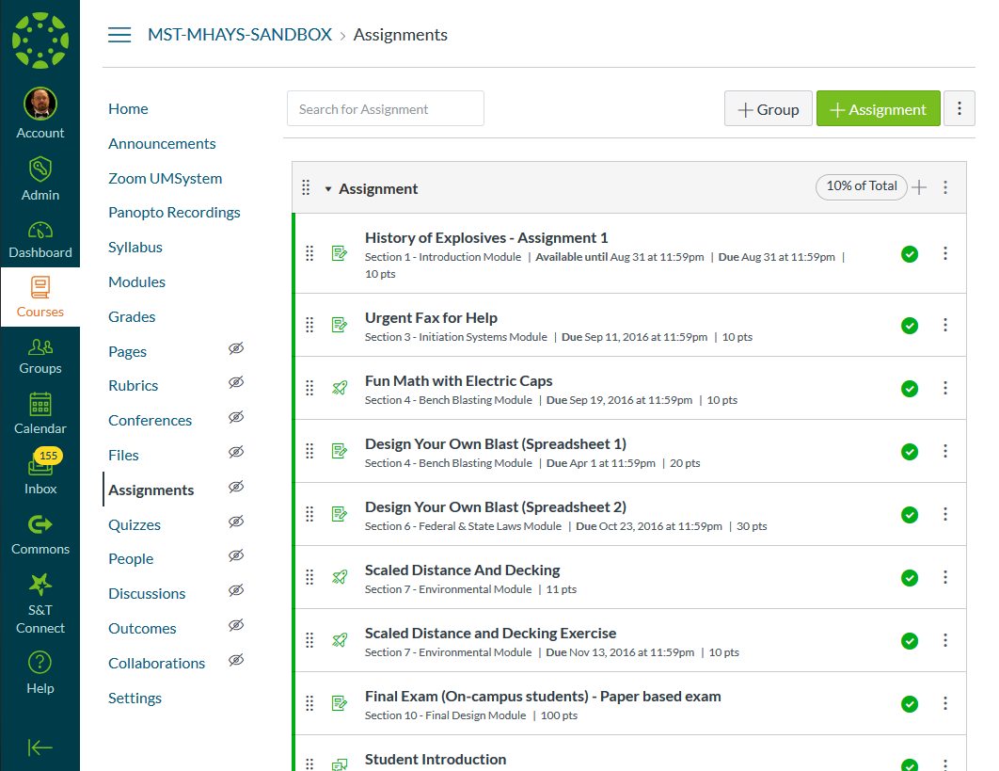 MST-MHAYS-SANDBOX › Assignments
Account
Admin
Dashboard
Courses
Groups
Calendar
155
Inbox
Commons
S&T
Connect
Help
Home
Announcements
Zoom UMSystem
Panopto Recordings
Syllabus
Modules
Grades
Pages
Rubrics
Conferences
Files
Assignments
Quizzes
People
Discussions
Outcomes
Collaborations
Settings
Search for Assignment
+ Group
+ Assignment
Assignment
10% of Total
History of Explosives - Assignment 1
Section 1 - Introduction Module | Available until Aug 31 at 11:59pm | Due Aug 31 at 11:59pm |
10 pts
Urgent Fax for Help
Section 3 - Initiation Systems Module | Due Sep 11, 2016 at 11:59pm | 10 pts
Fun Math with Electric Caps
Section 4 - Bench Blasting Module | Due Sep 19, 2016 at 11:59pm | 10 pts
Design Your Own Blast (Spreadsheet 1)
Section 4 - Bench Blasting Module | Due Apr 1 at 11:59pm | 20 pts
Design Your Own Blast (Spreadsheet 2)
Section 6 - Federal & State Laws Module | Due Oct 23, 2016 at 11:59pm | 30 pts
Scaled Distance And Decking
Section 7 - Environmental Module | 11 pts
Scaled Distance and Decking Exercise
Section 7 - Environmental Module | Due Nov 13, 2016 at 11:59pm | 10 pts
Final Exam (On-campus students) - Paper based exam
Section 10 - Final Design Module | 100 pts
Student Introduction